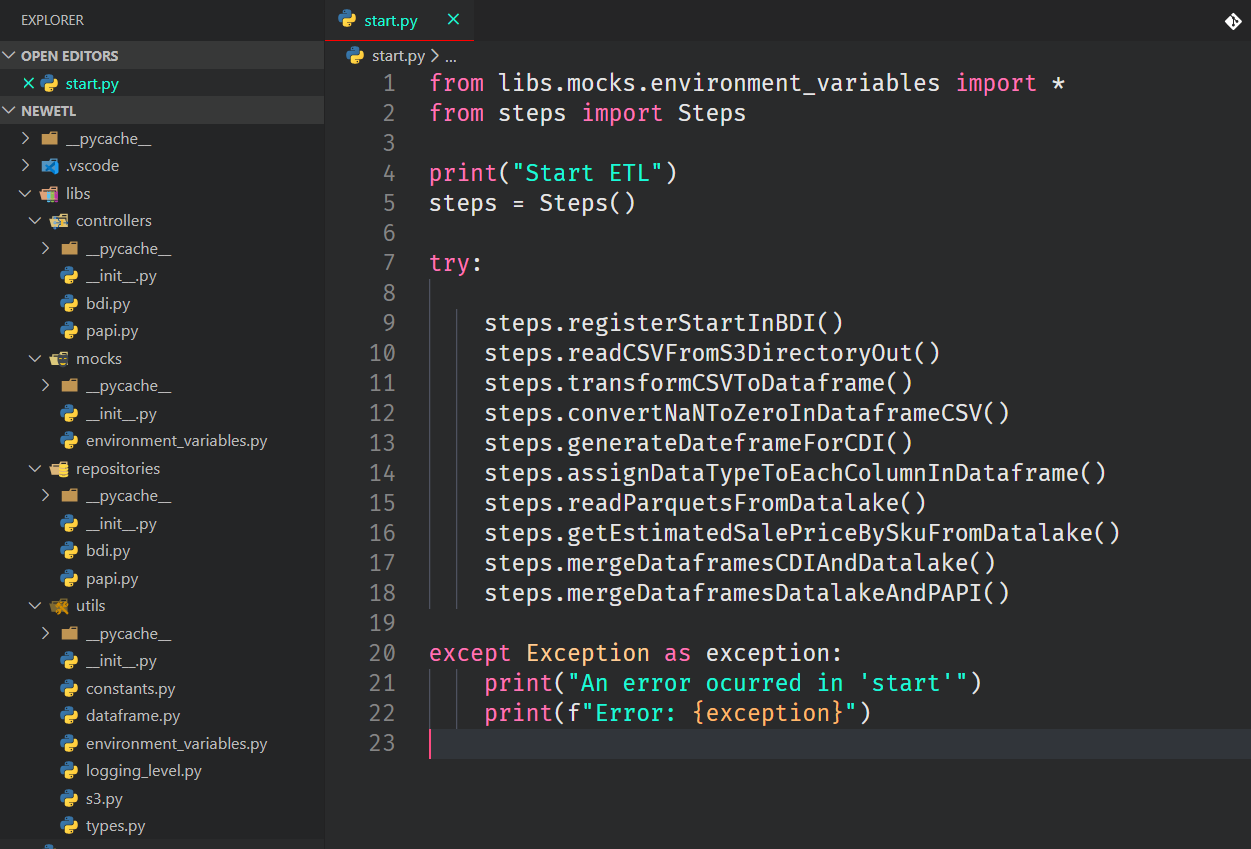 EXPLORER
OPEN EDITORS
start.py
NEWETL
__pycache__
.vscode
libs
controllers
__pycache__
__init__.py
bdi.py
papi.py
mocks
__pycache__
__init__.py
environment_variables.py
repositories
__pycache__
__init__.py
bdi.py
papi.py
utils
__pycache__
__init__.py
constants.py
dataframe.py
environment_variables.py
logging_level.py
s3.py
types.py
start.py
start.py > ...
1 from libs.mocks.environment_variables import *
2 from steps import Steps
3
4 print("Start ETL")
5 steps = Steps()
6
7 try:
8
9 steps.registerStartInBDI()
10 steps.readCSVFromS3DirectoryOut()
11 steps.transformCSVToDataframe()
12 steps.convertNaNToZeroInDataframeCSV()
13 steps.generateDateframeForCDI()
14 steps.assignDataTypeToEachColumnInDataframe()
15 steps.readParquetsFromDatalake()
16 steps.getEstimatedSalePriceBySkuFromDatalake()
17 steps.mergeDataframesCDIAndDatalake()
18 steps.mergeDataframesDatalakeAndPAPI()
19
20 except Exception as exception:
21 print("An error ocurred in 'start'")
22 print(f"Error: {exception}")
23